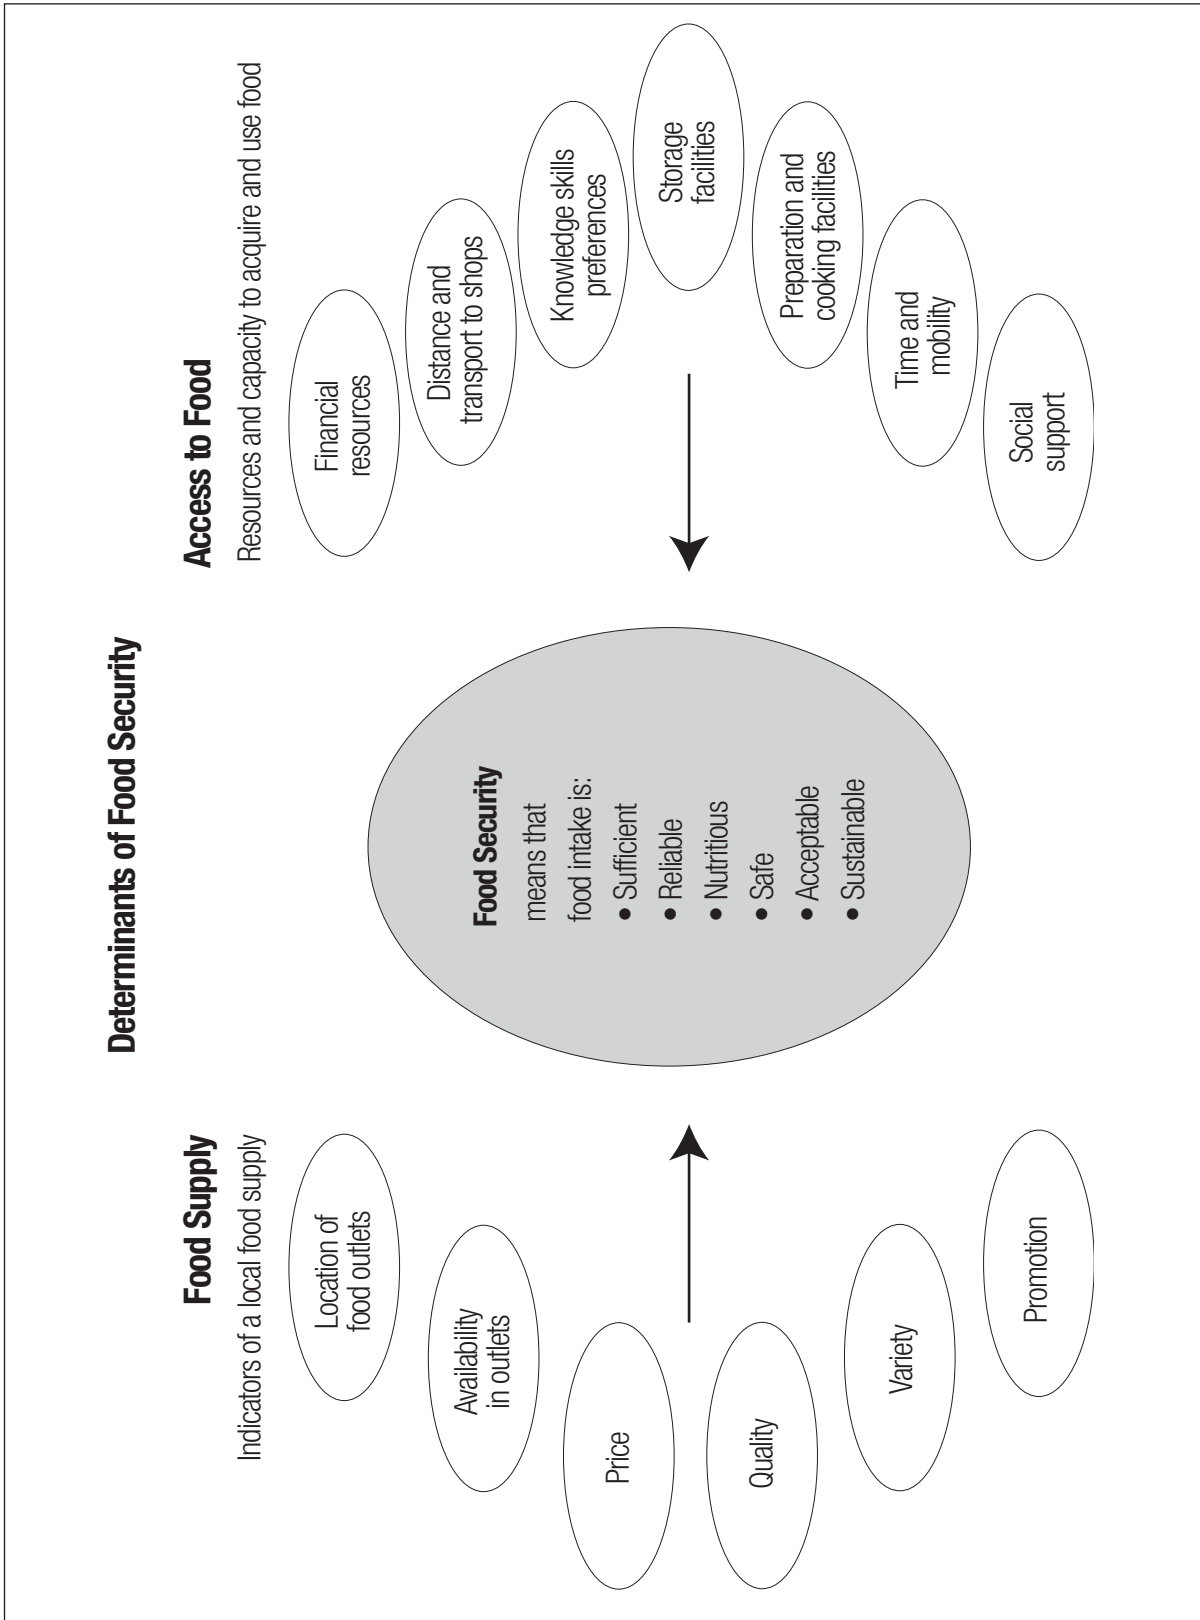 Determinants of Food Security
Food Supply
Indicators of a local food supply
Location of
food outlets
Availability
in outlets
Price
Quality
Variety
Promotion
Food Security
means that
food intake is:
• Sufficient
• Reliable
• Nutritious
• Safe
• Acceptable
• Sustainable
Access to Food
Resources and capacity to acquire and use food
Financial
resources
Distance and
transport to shops
Knowledge skills
preferences
Storage
facilities
Preparation and
cooking facilities
Time and
mobility
Social
support